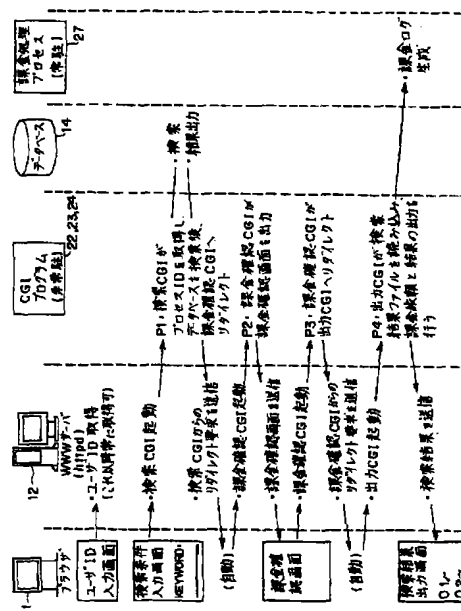 1
ブラウザ
ユーザID
入力画面
検索条件
入力画面
KEYWORD:
(自動)
課金確
認画面
(自動)
検索結果
出力画面
12
WWWサーバ
(httpd)
・ユーザID取得
(これ以降常に取得可)
・検索CGI起動
・検索CGIからの
リダイレクト要求を送信
・課金確認CGI起動
・課金確認画面を送信
・課金確認CGI起動
・課金確認CGIからの
リダイレクト要求を送信
・出力CGI起動
・検索結果を送信
CGI
プログラム
(非常駐)
22,23,24
P1・検索CGIが
プロセスIDを取得し
データベースを検索後、
課金確認CGIへ
リダイレクト
P2・課金確認CGIが
課金確認画面を出力
P3・課金確認CGIが
出力CGIへリダイレクト
P4・出力CGIが検索
結果ファイルを読み込み、
課金依頼と結果の出力を
行う
データベース
14
・検索
・結果出力
課金処理
プロセス
(常駐)
27
・課金ログ
生成